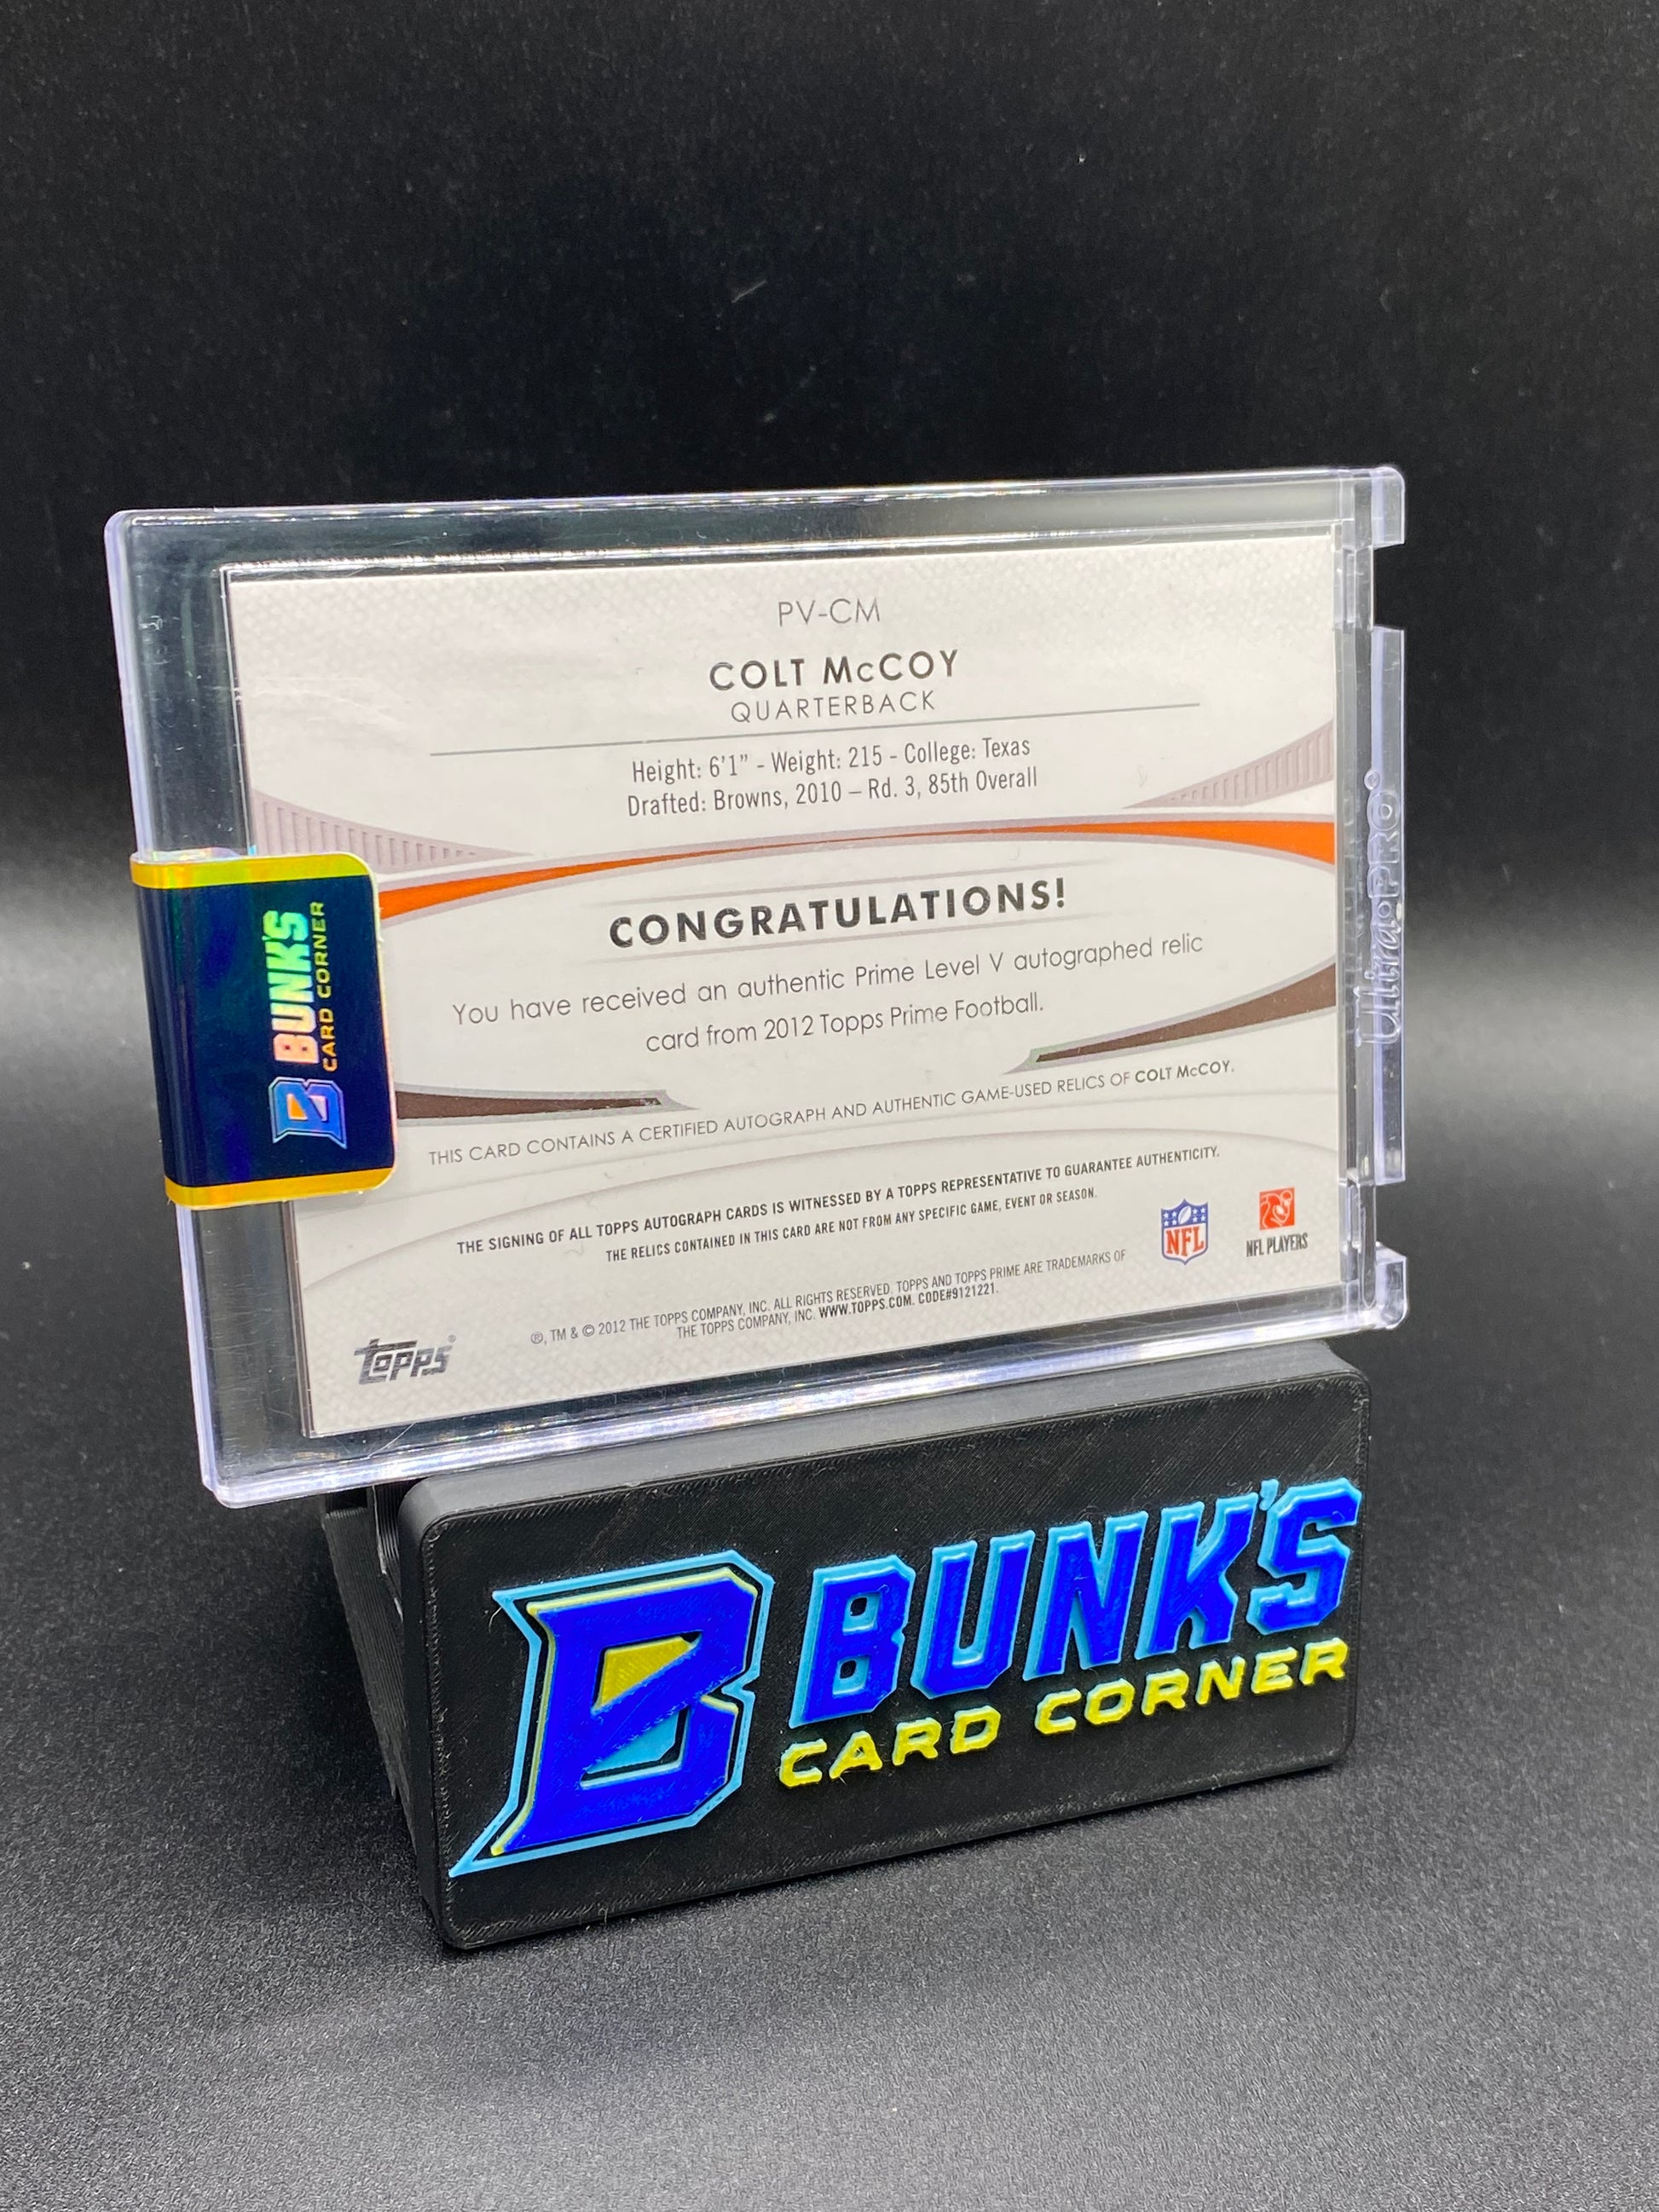 PV-CM
COLT McCOY
QUARTERBACK
Height: 6'1" - Weight: 215 - College: Texas
Drafted: Browns, 2010 – Rd. 3, 85th Overall
CONGRATULATIONS!
You have received an authentic Prime Level V autographed relic
card from 2012 Topps Prime Football.
THIS CARD CONTAINS A CERTIFIED AUTOGRAPH AND AUTHENTIC GAME-USED RELICS OF COLT McCOY.
THE SIGNING OF ALL TOPPS AUTOGRAPH CARDS IS WITNESSED BY A TOPPS REPRESENTATIVE TO GUARANTEE AUTHENTICITY.
THE RELICS CONTAINED IN THIS CARD ARE NOT FROM ANY SPECIFIC GAME, EVENT OR SEASON.
®, TM & © 2012 THE TOPPS COMPANY, INC. ALL RIGHTS RESERVED. TOPPS AND TOPPS PRIME ARE TRADEMARKS OF
THE TOPPS COMPANY, INC. WWW.TOPPS.COM. CODE#9121221.
topps®
NFL
NFL PLAYERS
B BUNK'S
CARD CORNER
UltraPRO®
B BUNK'S
CARD CORNER